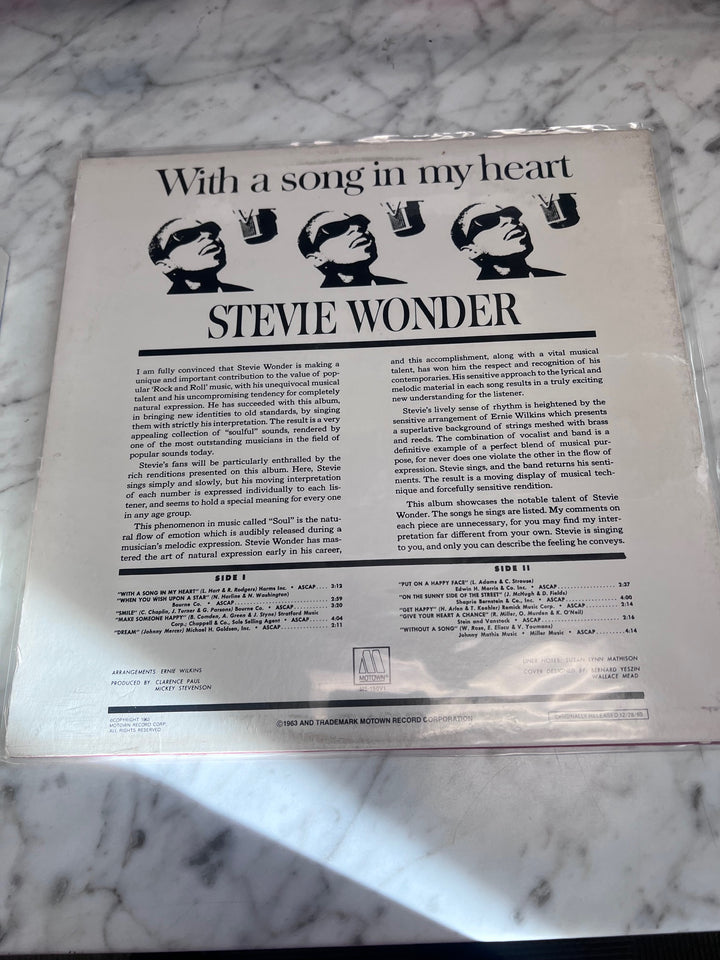 With a song in my heart
STEVIE WONDER
I am fully convinced that Stevie Wonder is making a
unique and important contribution to the value of pop-
ular 'Rock and Roll' music, with his unequivocal musical
talent and his uncompromising tendency for completely
natural expression. He has succeeded with this album,
in bringing new identities to old standards, by singing
them with strictly his interpretation. The result is a very
appealing collection of "soulful" sounds, rendered by
one of the most outstanding musicians in the field of
popular sounds today.
Stevie's fans will be particularly enthralled by the
rich renditions presented on this album. Here, Stevie
sings simply and slowly, but his moving interpretation
of each number is expressed individually to each lis-
tener, and seems to hold a special meaning for every one
in any age group.
This phenomenon in music called "Soul" is the natu-
ral flow of emotion which is audibly released during a
musician's melodic expression. Stevie Wonder has mas-
tered the art of natural expression early in his career,
and this accomplishment, along with a vital musical
talent, has won him the respect and recognition of his
contemporaries. His sensitive approach to the lyrical and
melodic material in each song results in a truly exciting
new understanding for the listener.
Stevie's lively sense of rhythm is heightened by the
sensitive arrangement of Ernie Wilkins which presents
a superlative background of strings meshed with brass
and reeds. The combination of vocalist and band is a
definitive example of a perfect blend of musical pur-
pose, for never does one violate the other in the flow of
expression. Stevie sings, and the band returns his senti-
ments. The result is a moving display of musical tech-
nique and forcefully sensitive rendition.
This album showcases the notable talent of Stevie
Wonder. The songs he sings are listed. My comments on
each piece are unnecessary, for you may find my inter-
pretation far different from your own. Stevie is singing
to you, and only you can describe the feeling he conveys.
SIDE I
"WITH A SONG IN MY HEART" (L. Hart & R. Rodgers) Harms Inc. • ASCAP.... 3:12
"WHEN YOU WISH UPON A STAR" (N. Harline & N. Washington)
Bourne Co. • ASCAP.................... 2:59
"SMILE" (C. Chaplin, J. Turner & G. Parsons) Bourne Co. • ASCAP.......... 3:20
"MAKE SOMEONE HAPPY" (B. Comden, A. Green & J. Styne) Stratford Music
Corp.; Chappell & Co., Sole Selling Agent • ASCAP........ 4:04
"DREAM" (Johnny Mercer) Michael H. Goldsen, Inc. • ASCAP............ 2:11
SIDE II
"PUT ON A HAPPY FACE" (L. Adams & C. Strouse)
Edwin H. Morris & Co. Inc. • ASCAP.................... 2:37
"ON THE SUNNY SIDE OF THE STREET" (J. McHugh & D. Fields)
Shapiro Bernstein & Co., Inc. • ASCAP................ 4:00
"GET HAPPY" (H. Arlen & T. Koehler) Remick Music Corp. • ASCAP........ 2:14
"GIVE YOUR HEART A CHANCE" (R. Miller, O. Murden & K. O'Neil)
Stein and Vanstock • ASCAP.................... 2:16
"WITHOUT A SONG" (W. Rose, E. Eliscu & V. Youmans)
Johnny Mathis Music • Miller Music • ASCAP........ 4:14
ARRANGEMENTS: ERNIE WILKINS
PRODUCED BY CLARENCE PAUL
MICKEY STEVENSON
M
MOTOWN
LINER NOTES: SUZAN LYNN MATHISON
COVER DESIGNED BY: BERNARD YESZIN
WALLACE MEAD
©COPYRIGHT 1963
MOTOWN RECORD CORP.
ALL RIGHTS RESERVED
©1963 AND TRADEMARK MOTOWN RECORD CORPORATION
ORIGINALLY RELEASED 12/28/63